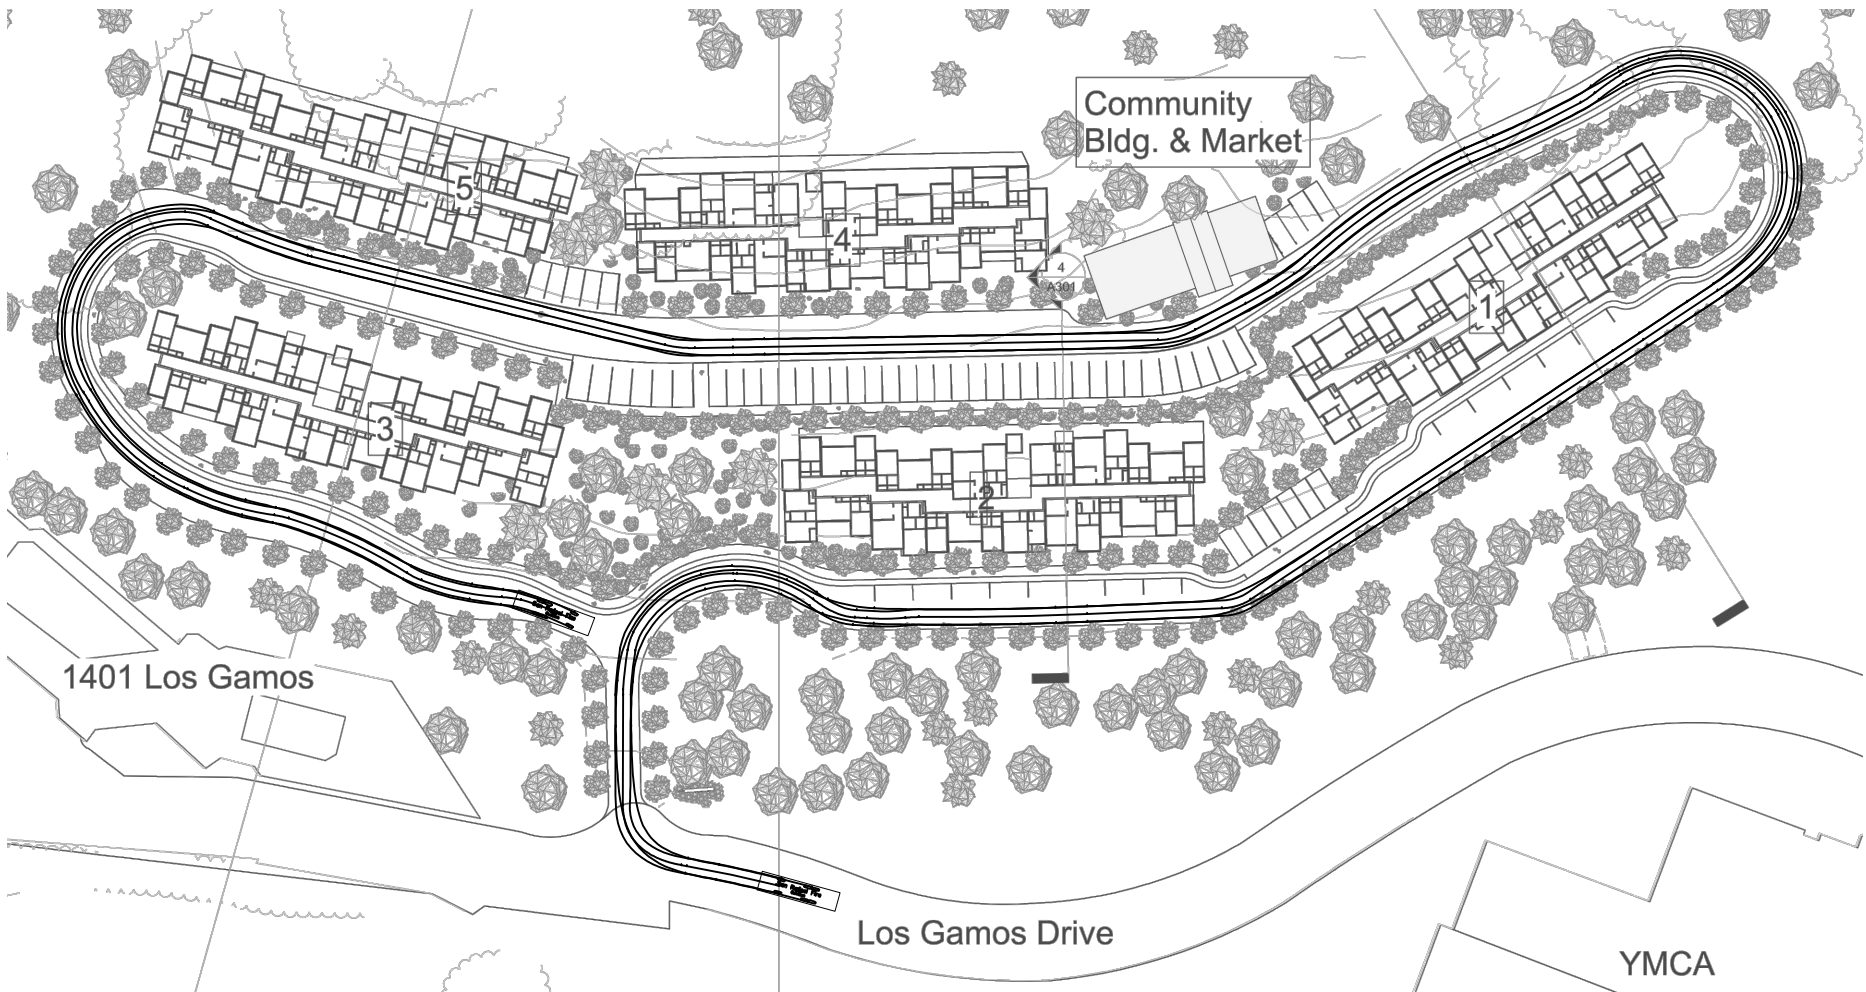 Community
Bldg. & Market
5
4
4
A301
1
3
2
1401 Los Gamos
Los Gamos Drive
YMCA